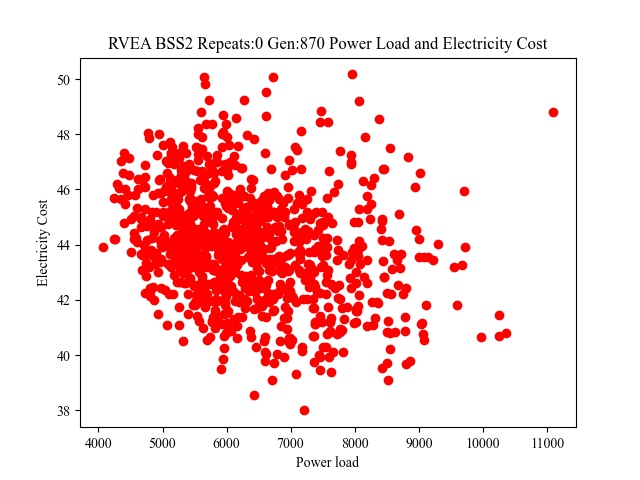 RVEA BSS2 Repeats:0 Gen:870 Power Load and Electricity Cost
50
48
46
44
42
40
38
Electricity Cost
4000 5000 6000 7000 8000 9000 10000 11000
Power load